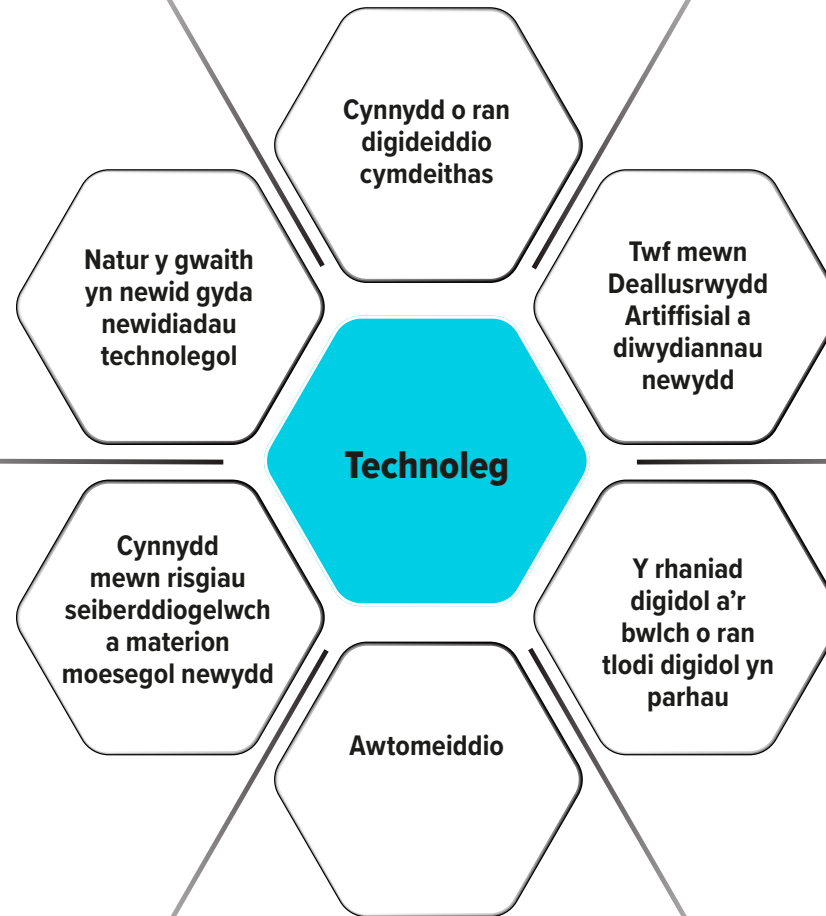 Cynnydd o ran
digideiddio
cymdeithas
Natur y gwaith
yn newid gyda
newidiadau
technolegol
Twf mewn
Deallusrwydd
Artiffisial a
diwydiannau
newydd
Technoleg
Cynnydd
mewn risgiau
seiberddiogelwch
a materion
moesegol newydd
Y rhaniad
digidol a’r
bwlch o ran
tlodi digidol yn
parhau
Awtomeiddio